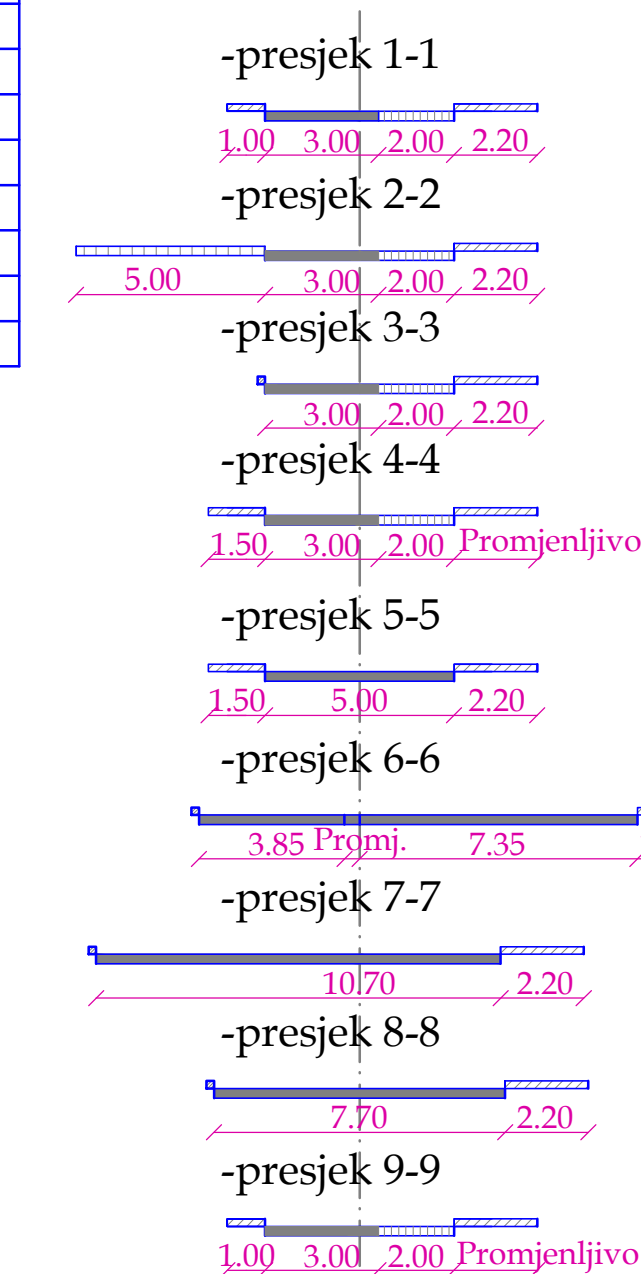 -presjek 1-1
1.00 3.00 2.00 2.20
-presjek 2-2
5.00 3.00 2.00 2.20
-presjek 3-3
3.00 2.00 2.20
-presjek 4-4
1.50 3.00 2.00 Promjenljivo
-presjek 5-5
1.50 5.00 2.20
-presjek 6-6
3.85 Promj. 7.35
-presjek 7-7
10.70 2.20
-presjek 8-8
7.70 2.20
-presjek 9-9
1.00 3.00 2.00 Promjenljivo